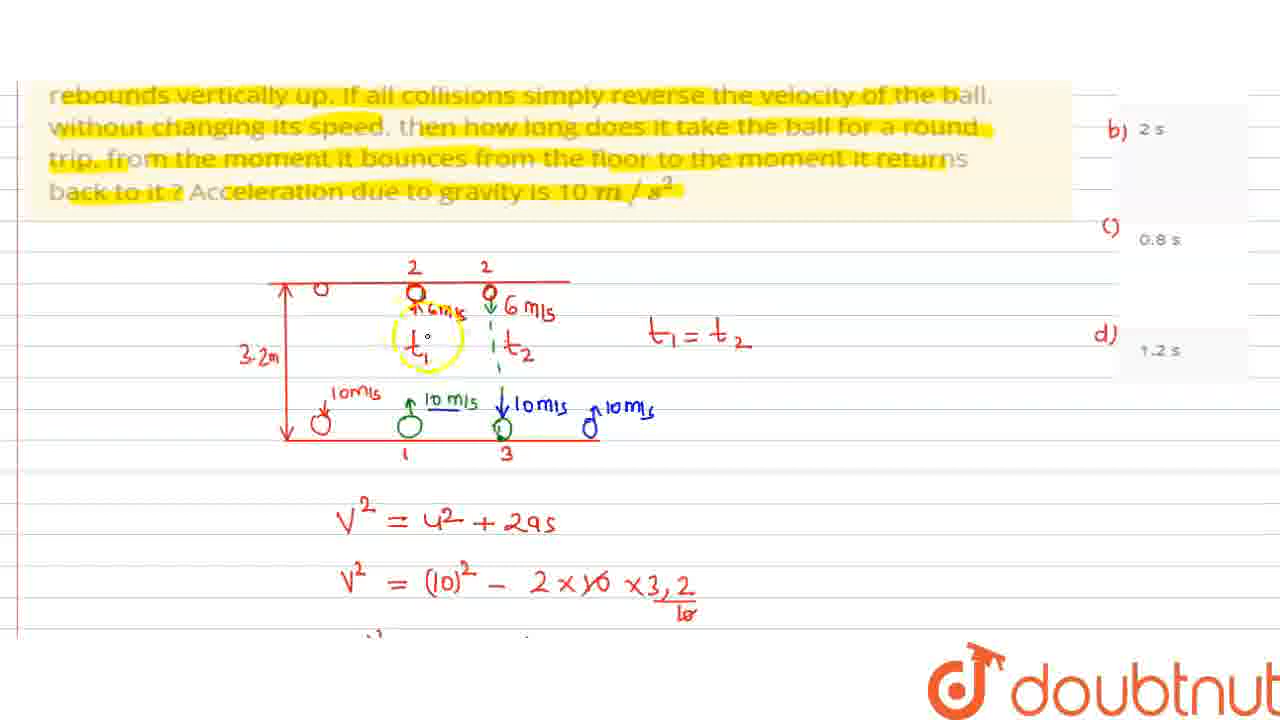 rebounds vertically up. If all collisions simply reverse the velocity of the ball.
without changing its speed. then how long does it take the ball for a round
trip. from the moment it bounces from the floor to the moment it returns
back to it ? Acceleration due to gravity is 10 m / s²
b) 2 s
c) 0.8 s
d) 1.2 s
2 2
6m/s 6 m/s
t₁ t₂ t₁ = t₂
3.2m
10m/s 10 m/s 10m/s 10m/s
1 3
V² = u² + 2as
V² = (10)² - 2 × 10 × 3,2
10
doubtnut